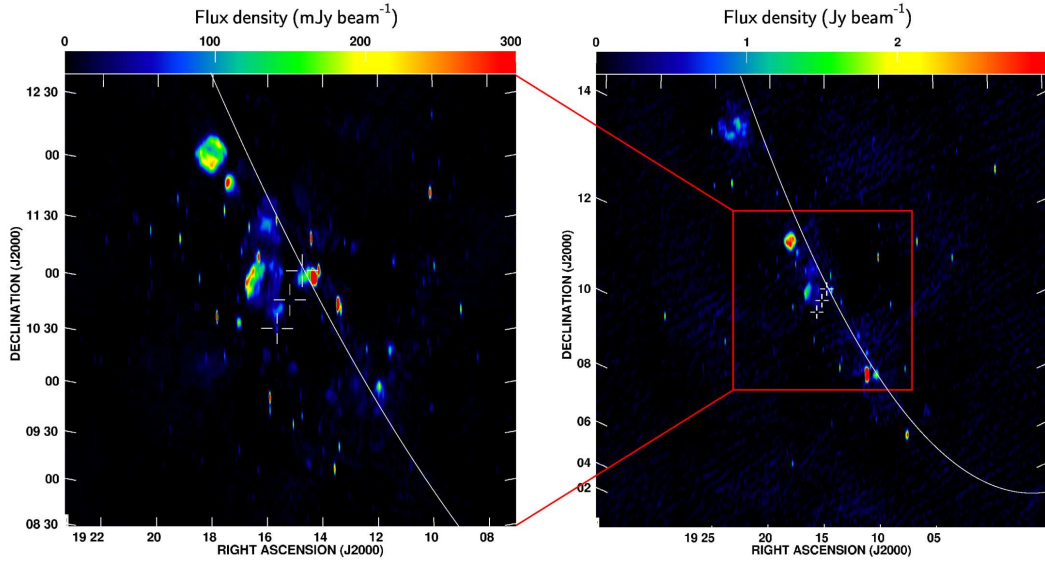 Flux density (mJy beam⁻¹)
0 100 200 300
12 30
00
11 30
00
10 30
00
09 30
00
08 30
DECLINATION (J2000)
19 22 20 18 16 14 12 10 08
RIGHT ASCENSION (J2000)
Flux density (Jy beam⁻¹)
0 1 2
14
12
10
08
06
04
02
DECLINATION (J2000)
19 25 20 15 10 05
RIGHT ASCENSION (J2000)